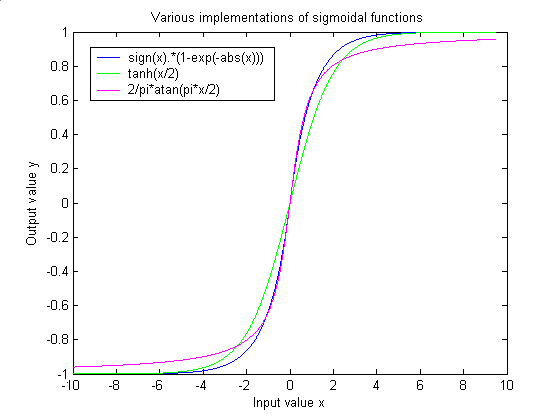 Various implementations of sigmoidal functions
sign(x).*(1-exp(-abs(x)))
tanh(x/2)
2/pi*atan(pi*x/2)
Output value y
1
0.8
0.6
0.4
0.2
0
-0.2
-0.4
-0.6
-0.8
-1
-10 -8 -6 -4 -2 0 2 4 6 8 10
Input value x